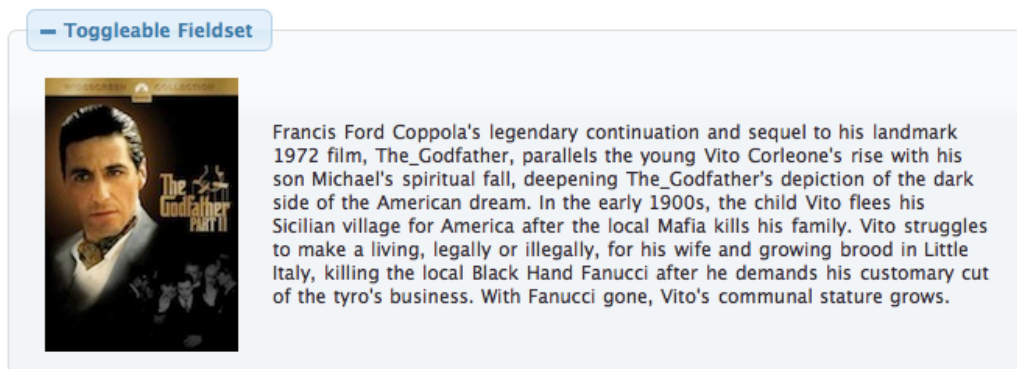 − Toggleable Fieldset
WIDESCREEN COLLECTION
The
Godfather
PART II
Francis Ford Coppola's legendary continuation and sequel to his landmark
1972 film, The_Godfather, parallels the young Vito Corleone's rise with his
son Michael's spiritual fall, deepening The_Godfather's depiction of the dark
side of the American dream. In the early 1900s, the child Vito flees his
Sicilian village for America after the local Mafia kills his family. Vito struggles
to make a living, legally or illegally, for his wife and growing brood in Little
Italy, killing the local Black Hand Fanucci after he demands his customary cut
of the tyro's business. With Fanucci gone, Vito's communal stature grows.